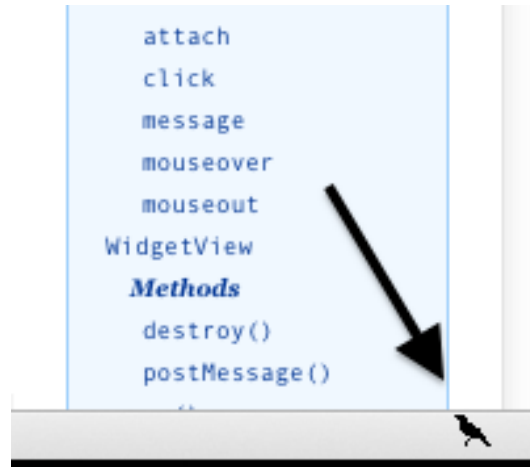 attach
click
message
mouseover
mouseout
WidgetView
Methods
destroy()
postMessage()